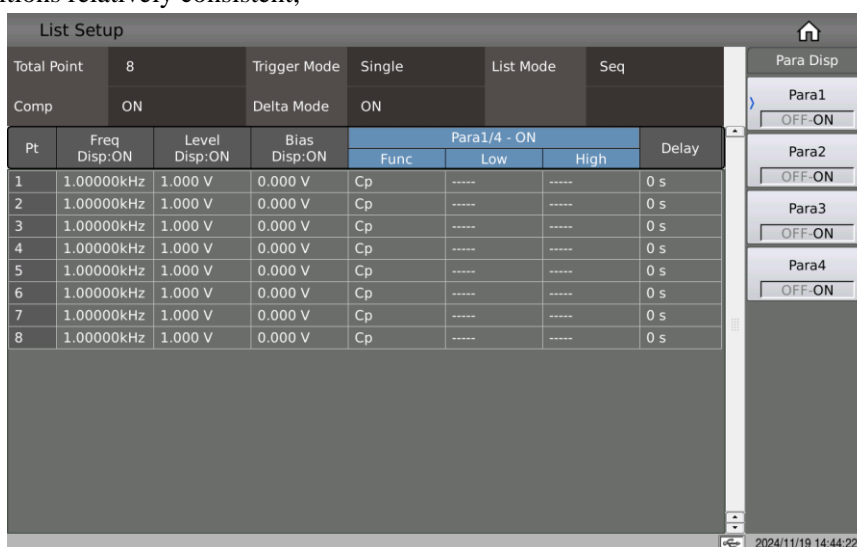 tions relatively consistent;
List Setup
Total Point 8 Trigger Mode Single List Mode Seq
Comp ON Delta Mode ON
Pt Freq Disp:ON Level Disp:ON Bias Disp:ON Para1/4 - ON Delay
Func Low High
1 1.00000kHz 1.000 V 0.000 V Cp ----- ----- 0 s
2 1.00000kHz 1.000 V 0.000 V Cp ----- ----- 0 s
3 1.00000kHz 1.000 V 0.000 V Cp ----- ----- 0 s
4 1.00000kHz 1.000 V 0.000 V Cp ----- ----- 0 s
5 1.00000kHz 1.000 V 0.000 V Cp ----- ----- 0 s
6 1.00000kHz 1.000 V 0.000 V Cp ----- ----- 0 s
7 1.00000kHz 1.000 V 0.000 V Cp ----- ----- 0 s
8 1.00000kHz 1.000 V 0.000 V Cp ----- ----- 0 s
Para Disp
Para1
OFF-ON
Para2
OFF-ON
Para3
OFF-ON
Para4
OFF-ON
2024/11/19 14:44:22